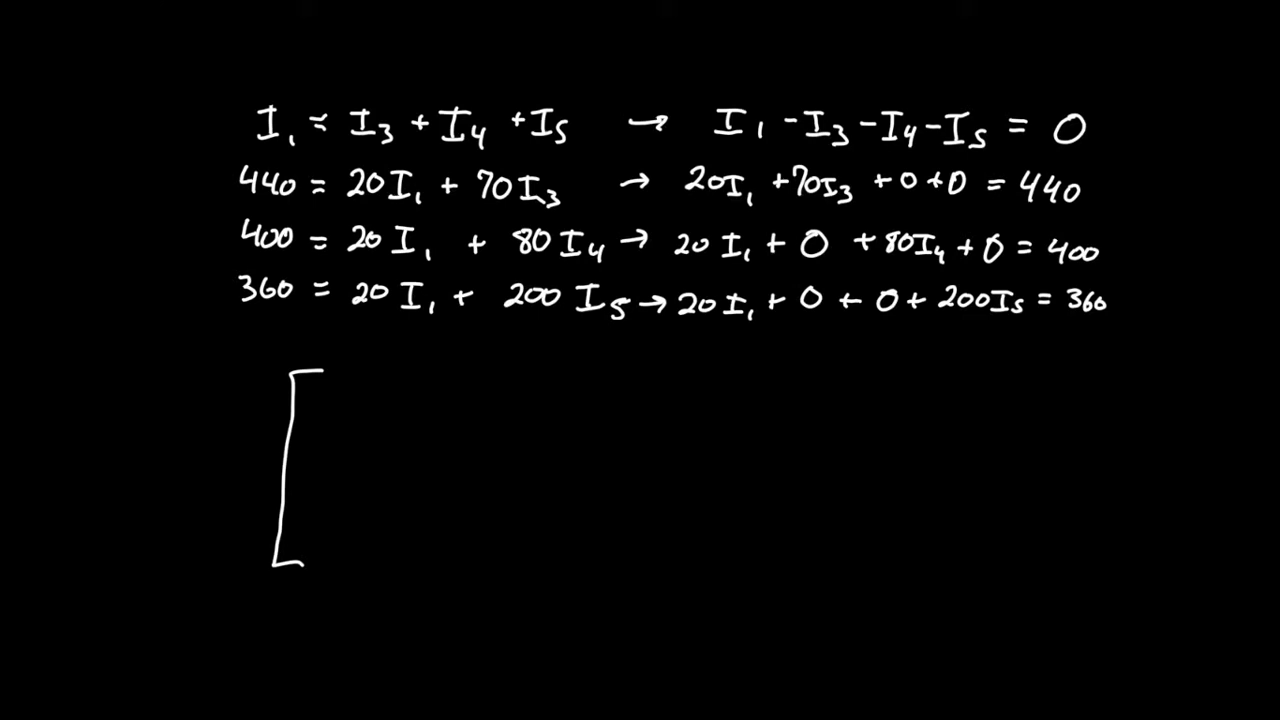 I₁ = I₃ + I₄ + I₅ → I₁ - I₃ - I₄ - I₅ = 0
440 = 20I₁ + 70I₃ → 20I₁ + 70I₃ + 0 + 0 = 440
400 = 20I₁ + 80I₄ → 20I₁ + 0 + 80I₄ + 0 = 400
360 = 20I₁ + 200I₅ → 20I₁ + 0 + 0 + 200I₅ = 360